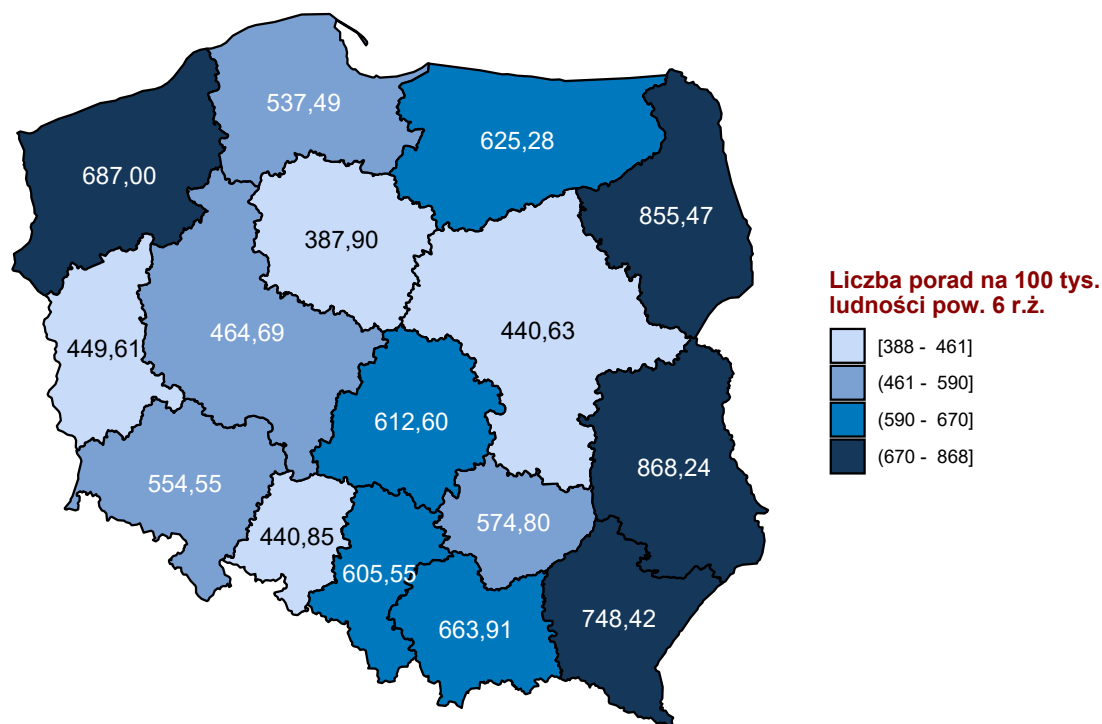 537,49
625,28
687,00
855,47
387,90
Liczba porad na 100 tys.
ludności pow. 6 r.ż.
464,69
440,63
449,61
[388 - 461]
(461 - 590]
612,60
(590 - 670]
868,24
(670 - 868]
554,55
574,80
440,85
605,55
748,42
663,91